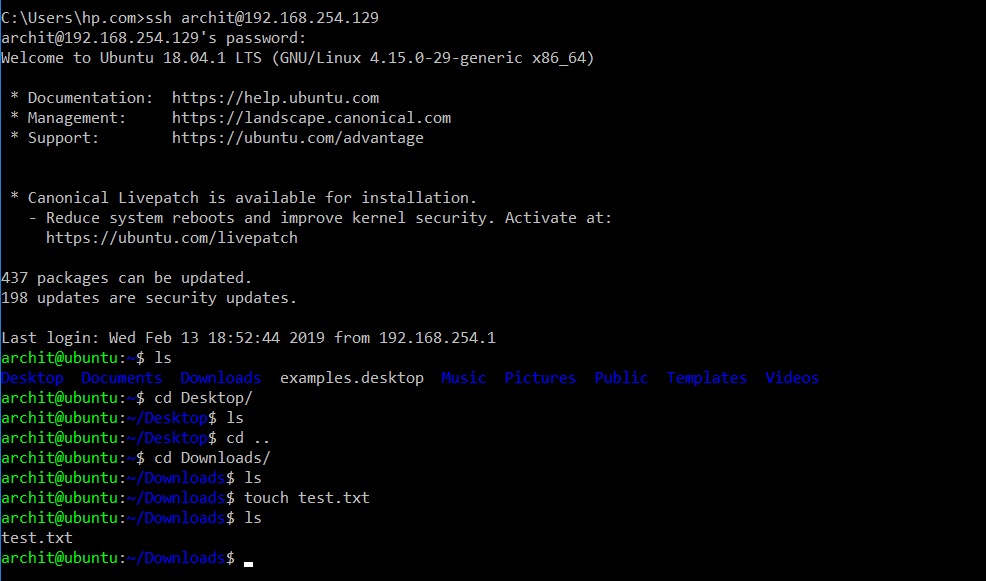 C:\Users\hp.com>ssh archit@192.168.254.129
archit@192.168.254.129's password:
Welcome to Ubuntu 18.04.1 LTS (GNU/Linux 4.15.0-29-generic x86_64)
* Documentation:  https://help.ubuntu.com
* Management:     https://landscape.canonical.com
* Support:        https://ubuntu.com/advantage
* Canonical Livepatch is available for installation.
- Reduce system reboots and improve kernel security. Activate at:
https://ubuntu.com/livepatch
437 packages can be updated.
198 updates are security updates.
Last login: Wed Feb 13 18:52:44 2019 from 192.168.254.1
archit@ubuntu:~$ ls
Desktop  Documents  Downloads  examples.desktop  Music  Pictures  Public  Templates  Videos
archit@ubuntu:~$ cd Desktop/
archit@ubuntu:~/Desktop$ ls
archit@ubuntu:~/Desktop$ cd ..
archit@ubuntu:~$ cd Downloads/
archit@ubuntu:~/Downloads$ ls
archit@ubuntu:~/Downloads$ touch test.txt
archit@ubuntu:~/Downloads$ ls
test.txt
archit@ubuntu:~/Downloads$